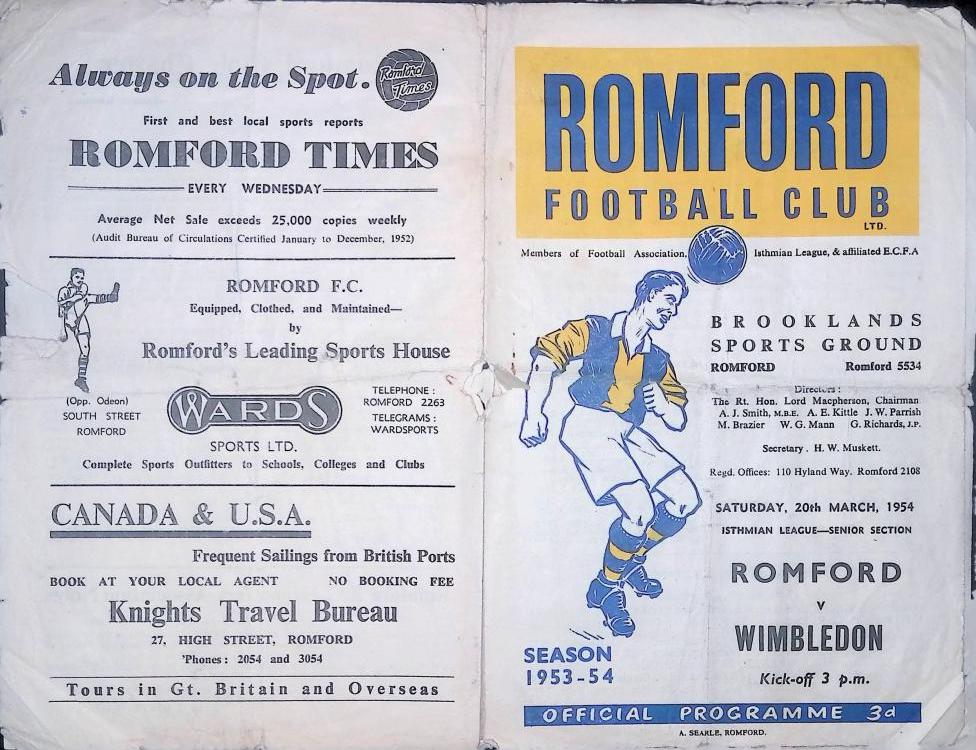 Always on the Spot.
Romford
Times
First and best local sports reports
ROMFORD TIMES
EVERY WEDNESDAY
Average Net Sale exceeds 25,000 copies weekly
(Audit Bureau of Circulations Certified January to December, 1952)
ROMFORD F.C.
Equipped, Clothed, and Maintained—
by
Romford's Leading Sports House
(Opp. Odeon)
SOUTH STREET
ROMFORD
WARDS
SPORTS LTD.
TELEPHONE :
ROMFORD 2263
TELEGRAMS :
WARDSPORTS
Complete Sports Outfitters to Schools, Colleges and Clubs
CANADA & U.S.A.
Frequent Sailings from British Ports
BOOK AT YOUR LOCAL AGENT NO BOOKING FEE
Knights Travel Bureau
27, HIGH STREET, ROMFORD
'Phones: 2054 and 3054
Tours in Gt. Britain and Overseas
ROMFORD
FOOTBALL CLUB
LTD.
Members of Football Association, Isthmian League, & affiliated E.C.F.A
BROOKLANDS
SPORTS GROUND
ROMFORD Romford 5534
Directors :
The Rt. Hon. Lord Macpherson, Chairman
A. J. Smith, M.B.E. A. E. Kittle J. W. Parrish
M. Brazier W. G. Mann G. Richards, J.P.
Secretary . H. W. Muskett.
Regd. Offices: 110 Hyland Way. Romford 2108
SATURDAY, 20th MARCH, 1954
ISTHMIAN LEAGUE—SENIOR SECTION
ROMFORD
v
WIMBLEDON
Kick-off 3 p.m.
SEASON
1953-54
OFFICIAL PROGRAMME 3d
A. SEARLE, ROMFORD.